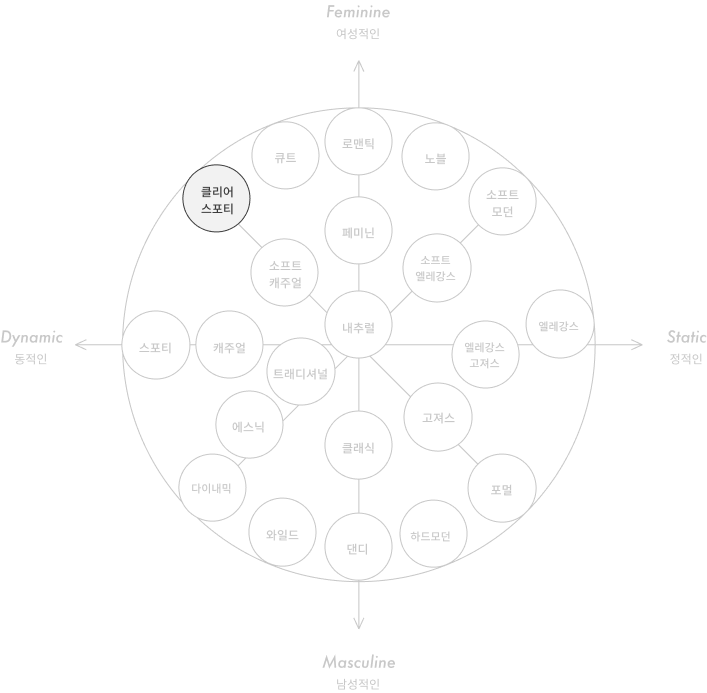 Feminine
여성적인
로맨틱
큐트
노블
클리어
스포티
소프트
모던
페미닌
소프트
캐주얼
소프트
엘레강스
내추럴
엘레강스
Dynamic
동적인
스포티
캐주얼
엘레강스
고져스
Static
정적인
트래디셔널
에스닉
고져스
클래식
다이내믹
포멀
와일드
댄디
하드모던
Masculine
남성적인